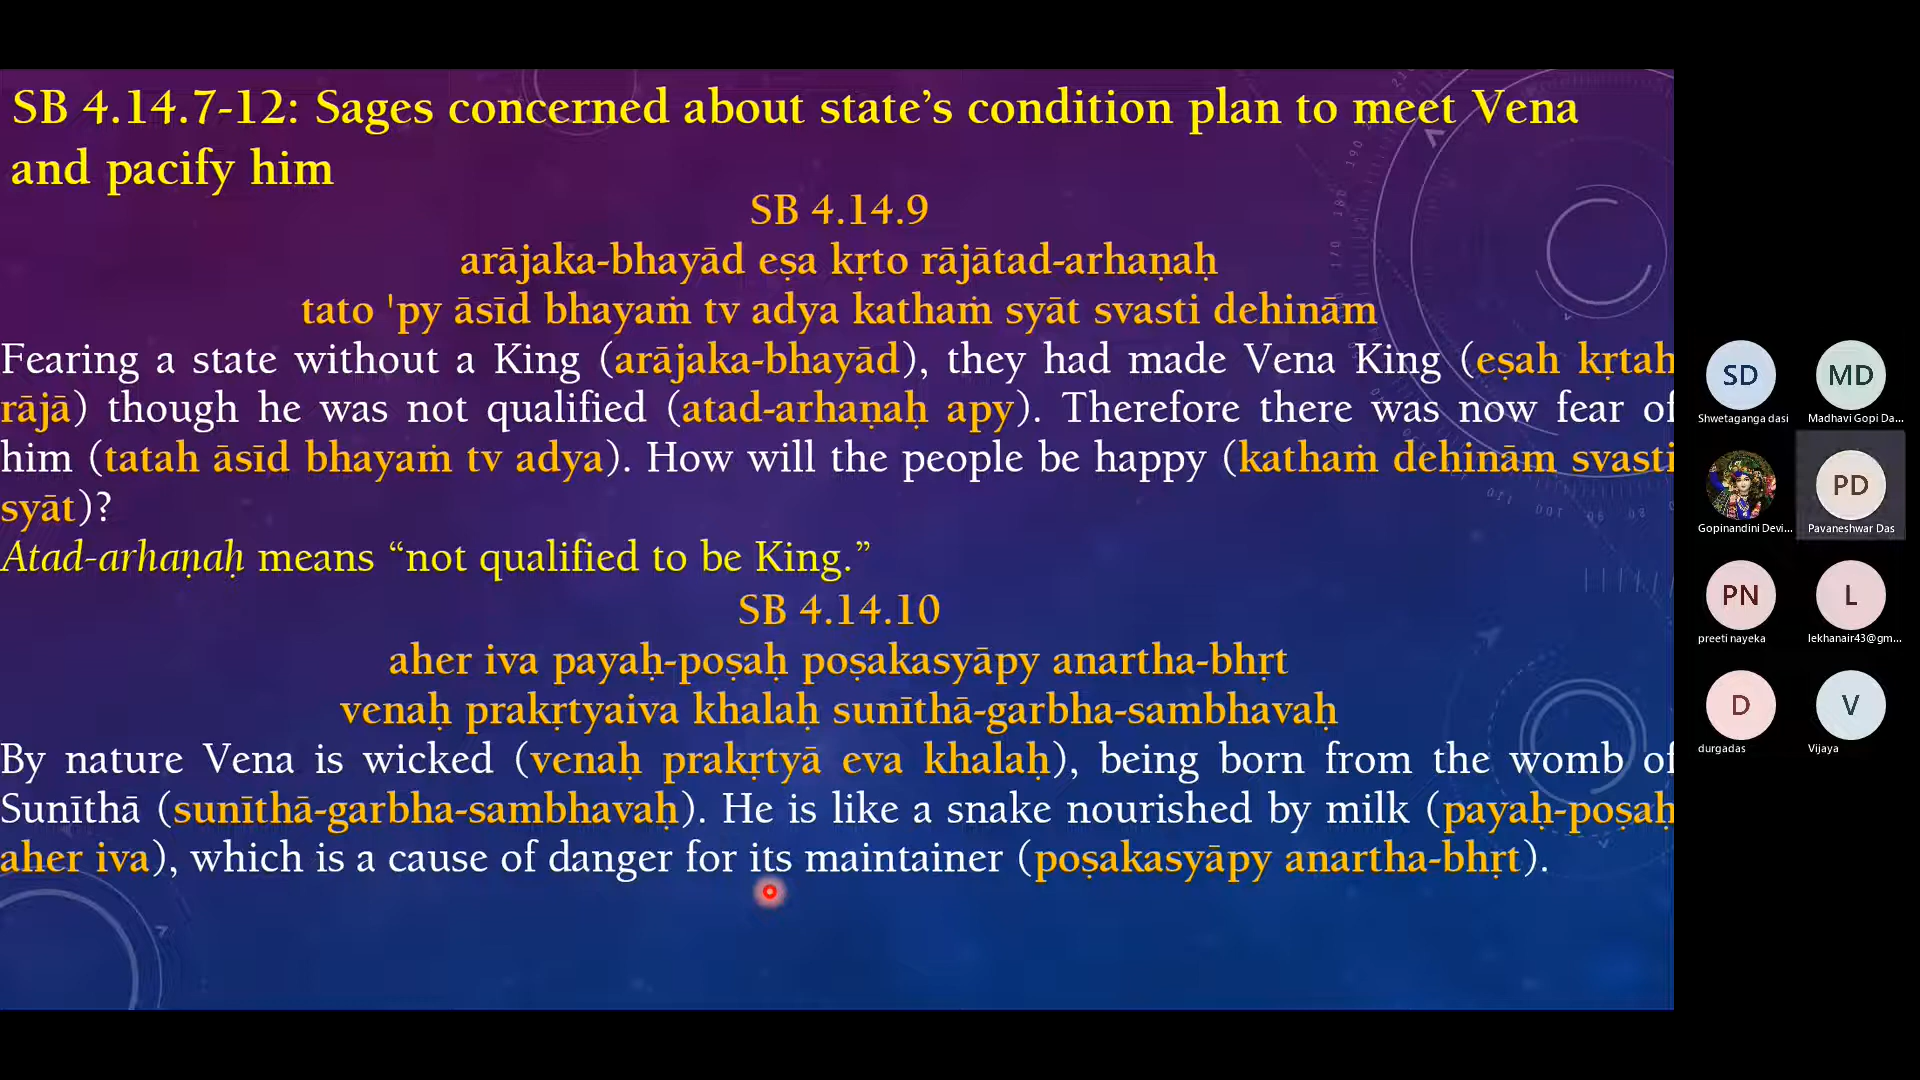 SB 4.14.7-12: Sages concerned about state’s condition plan to meet Vena
and pacify him
SB 4.14.9
arājaka-bhayād eṣa kṛto rājātad-arhaṇaḥ
tato 'py āsīd bhayaṁ tv adya kathaṁ syāt svasti dehinām
Fearing a state without a King (arājaka-bhayād), they had made Vena King (eṣah kṛtaḥ
rājā) though he was not qualified (atad-arhaṇaḥ apy). Therefore there was now fear of
him (tatah āsīd bhayaṁ tv adya). How will the people be happy (kathaṁ dehinām svasti
syāt)?
Atad-arhaṇaḥ means “not qualified to be King.”
SB 4.14.10
aher iva payaḥ-poṣaḥ poṣakasyāpy anartha-bhṛt
venaḥ prakṛtyaiva khalaḥ sunīthā-garbha-sambhavaḥ
By nature Vena is wicked (venaḥ prakṛtyā eva khalaḥ), being born from the womb of
Sunīthā (sunīthā-garbha-sambhavaḥ). He is like a snake nourished by milk (payaḥ-poṣaḥ
aher iva), which is a cause of danger for its maintainer (poṣakasyāpy anartha-bhṛt).
SD MD
Shwetaganga dasi Madhavi Gopi Da...
PD
Gopinandini Devi... Pavaneshwar Das
PN L
preeti nayeka lekhanair43@gm...
D V
durgadas Vijaya